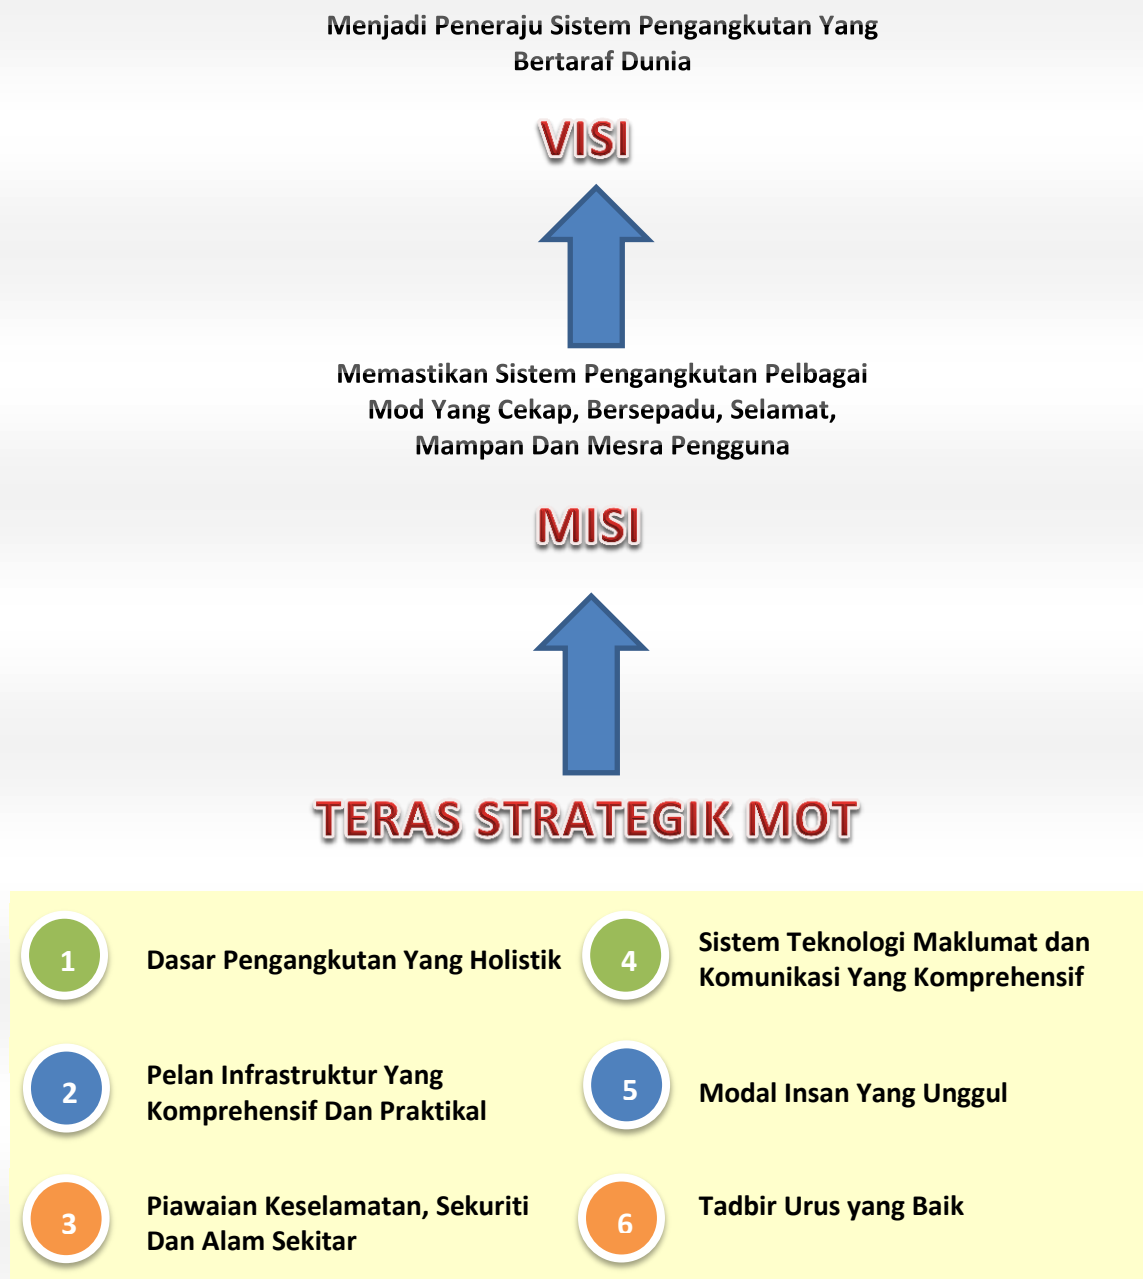 Menjadi Peneraju Sistem Pengangkutan Yang
Bertaraf Dunia
VISI
Memastikan Sistem Pengangkutan Pelbagai
Mod Yang Cekap, Bersepadu, Selamat,
Mampan Dan Mesra Pengguna
MISI
TERAS STRATEGIK MOT
1
Dasar Pengangkutan Yang Holistik
2
Pelan Infrastruktur Yang
Komprehensif Dan Praktikal
3
Piawaian Keselamatan, Sekuriti
Dan Alam Sekitar
4
Sistem Teknologi Maklumat dan
Komunikasi Yang Komprehensif
5
Modal Insan Yang Unggul
6
Tadbir Urus yang Baik